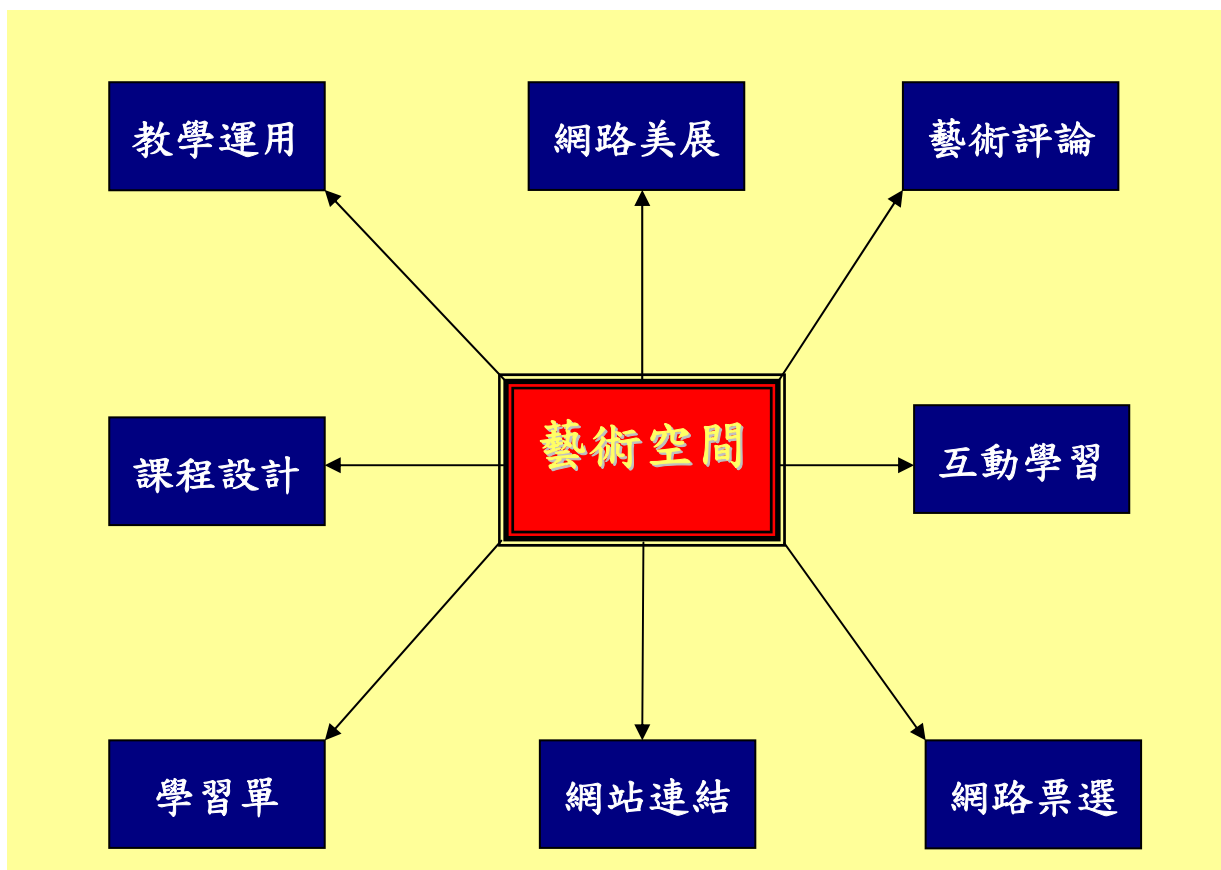 教學運用
網路美展
藝術評論
藝術空間
課程設計
互動學習
學習單
網站連結
網路票選